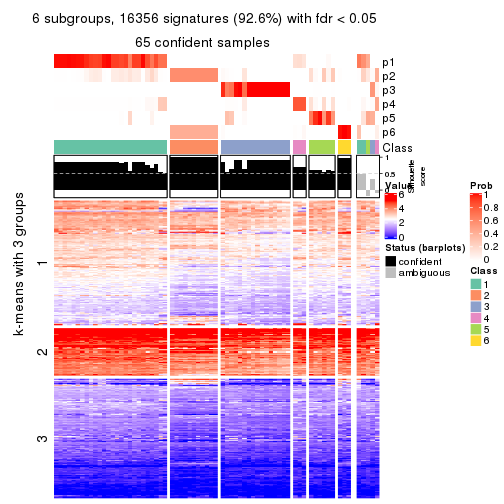 6 subgroups, 16356 signatures (92.6%) with fdr < 0.05
65 confident samples
p1
p2
p3
p4
p5
p6
Class
1
0.5
0
Silhouette
score
k-means with 3 groups
1
2
3
Value
6
4
2
0
Status (barplots)
confident
ambiguous
Prob
1
0.8
0.6
0.4
0.2
0
Class
1
2
3
4
5
6